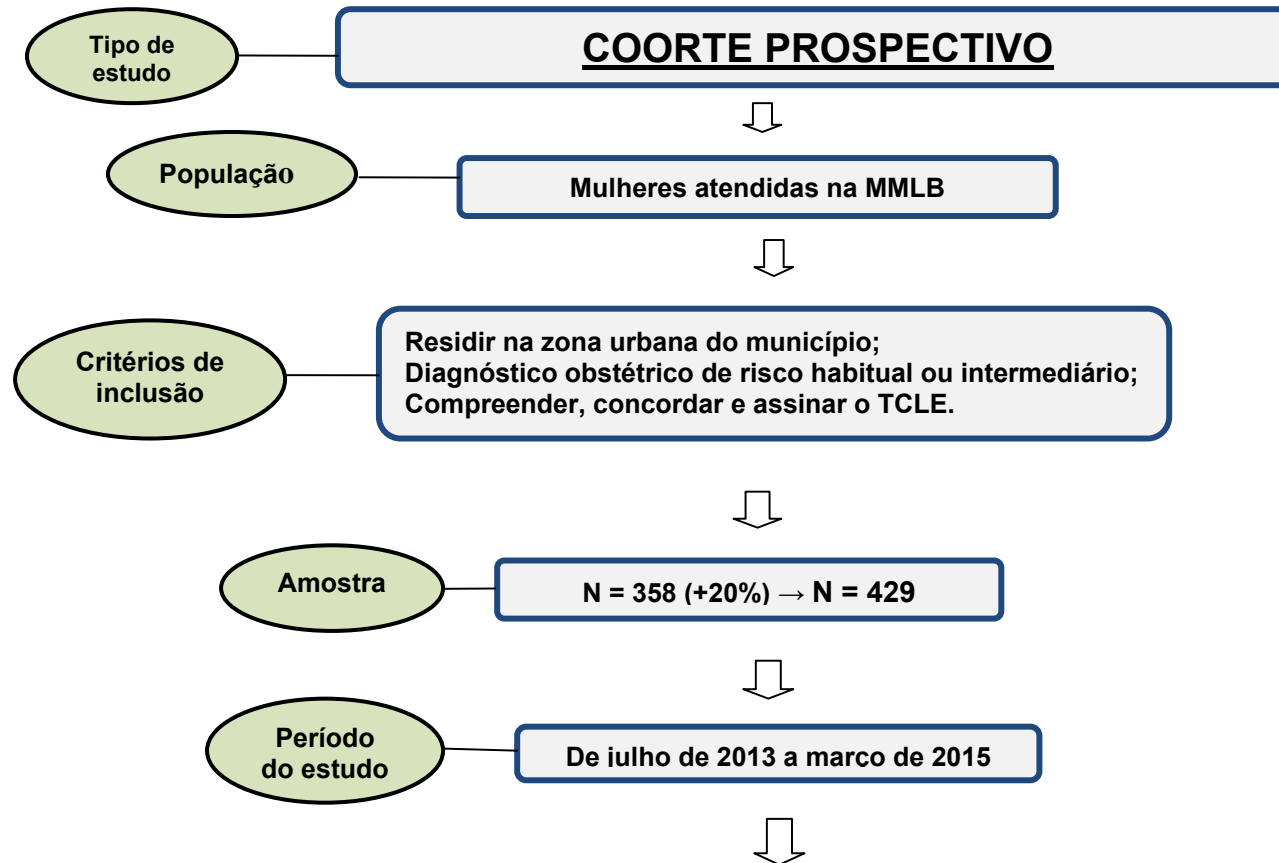 Tipo de
estudo
COORTE PROSPECTIVO
População
Mulheres atendidas na MMLB
Critérios de
inclusão
Residir na zona urbana do município;
Diagnóstico obstétrico de risco habitual ou intermediário;
Compreender, concordar e assinar o TCLE.
Amostra
N = 358 (+20%) → N = 429
Período
do estudo
De julho de 2013 a março de 2015